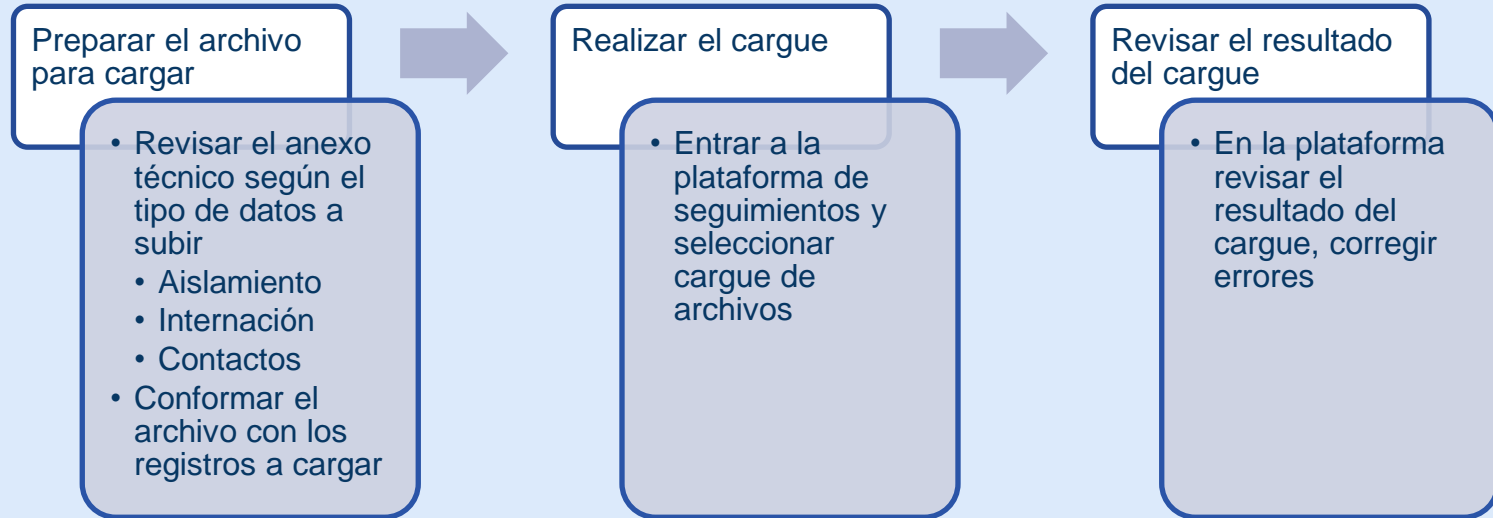 Preparar el archivo
para cargar
• Revisar el anexo
técnico según el
tipo de datos a
subir
• Aislamiento
• Internación
• Contactos
• Conformar el
archivo con los
registros a cargar
Realizar el cargue
• Entrar a la
plataforma de
seguimientos y
seleccionar
cargue de
archivos
Revisar el resultado
del cargue
• En la plataforma
revisar el
resultado del
cargue, corregir
errores